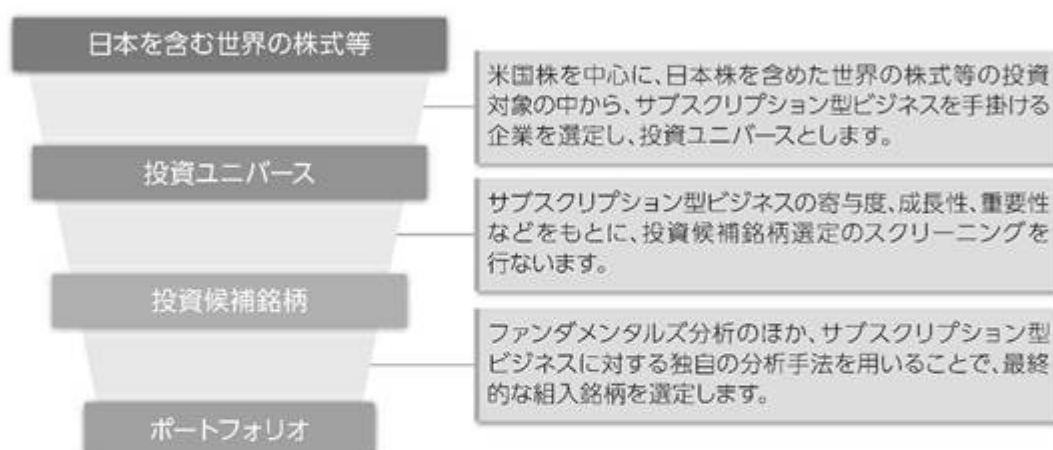 日本を含む世界の株式等
米国株を中心に、日本株を含めた世界の株式等の投資
対象の中から、サブスクリプション型ビジネスを手掛ける
企業を選定し、投資ユニバースとします。
投資ユニバース
サブスクリプション型ビジネスの寄与度、成長性、重要性
などをもとに、投資候補銘柄選定のスクリーニングを
行ないます。
投資候補銘柄
ファンダメンタルズ分析のほか、サブスクリプション型
ビジネスに対する独自の分析手法を用いることで、最終
的な組入銘柄を選定します。
ポートフォリオ